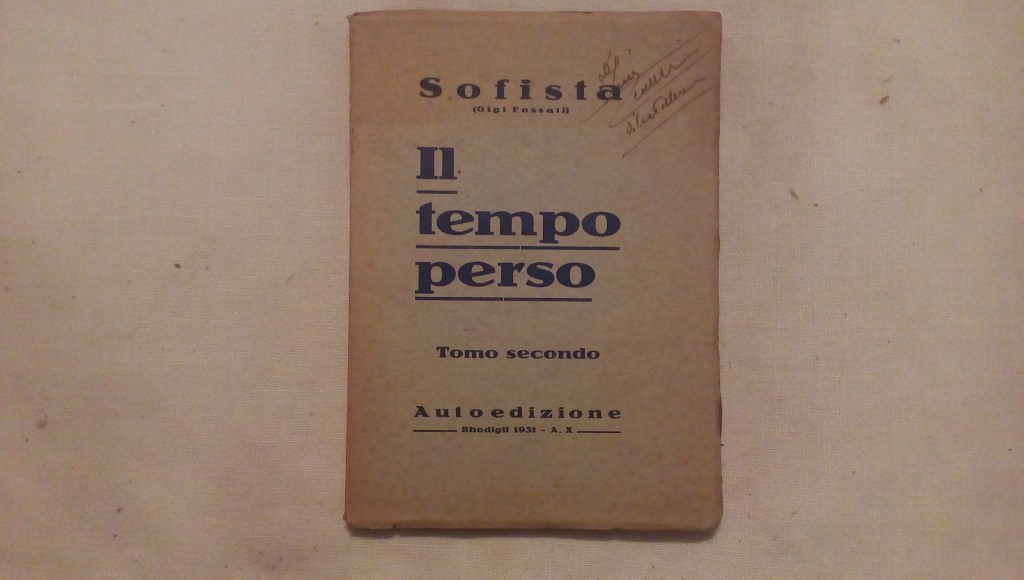 Sofista
(Gigi Fossati)
Il
tempo
perso
Tomo secondo
Autoedizione
Rhodigii 1931 - A. X